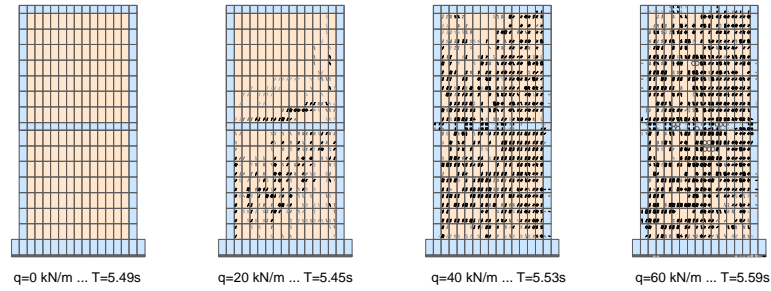 q=0 kN/m ... T=5.49s
q=20 kN/m ... T=5.45s
q=40 kN/m ... T=5.53s
q=60 kN/m ... T=5.59s